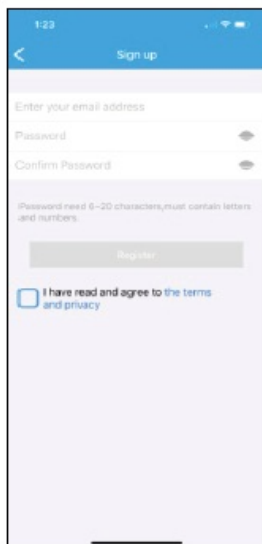 1:23
Sign up
Enter your email address
Password
Confirm Password
Password need 6-20 characters,must contain letters
and numbers
Register
I have read and agree to the terms
and privacy